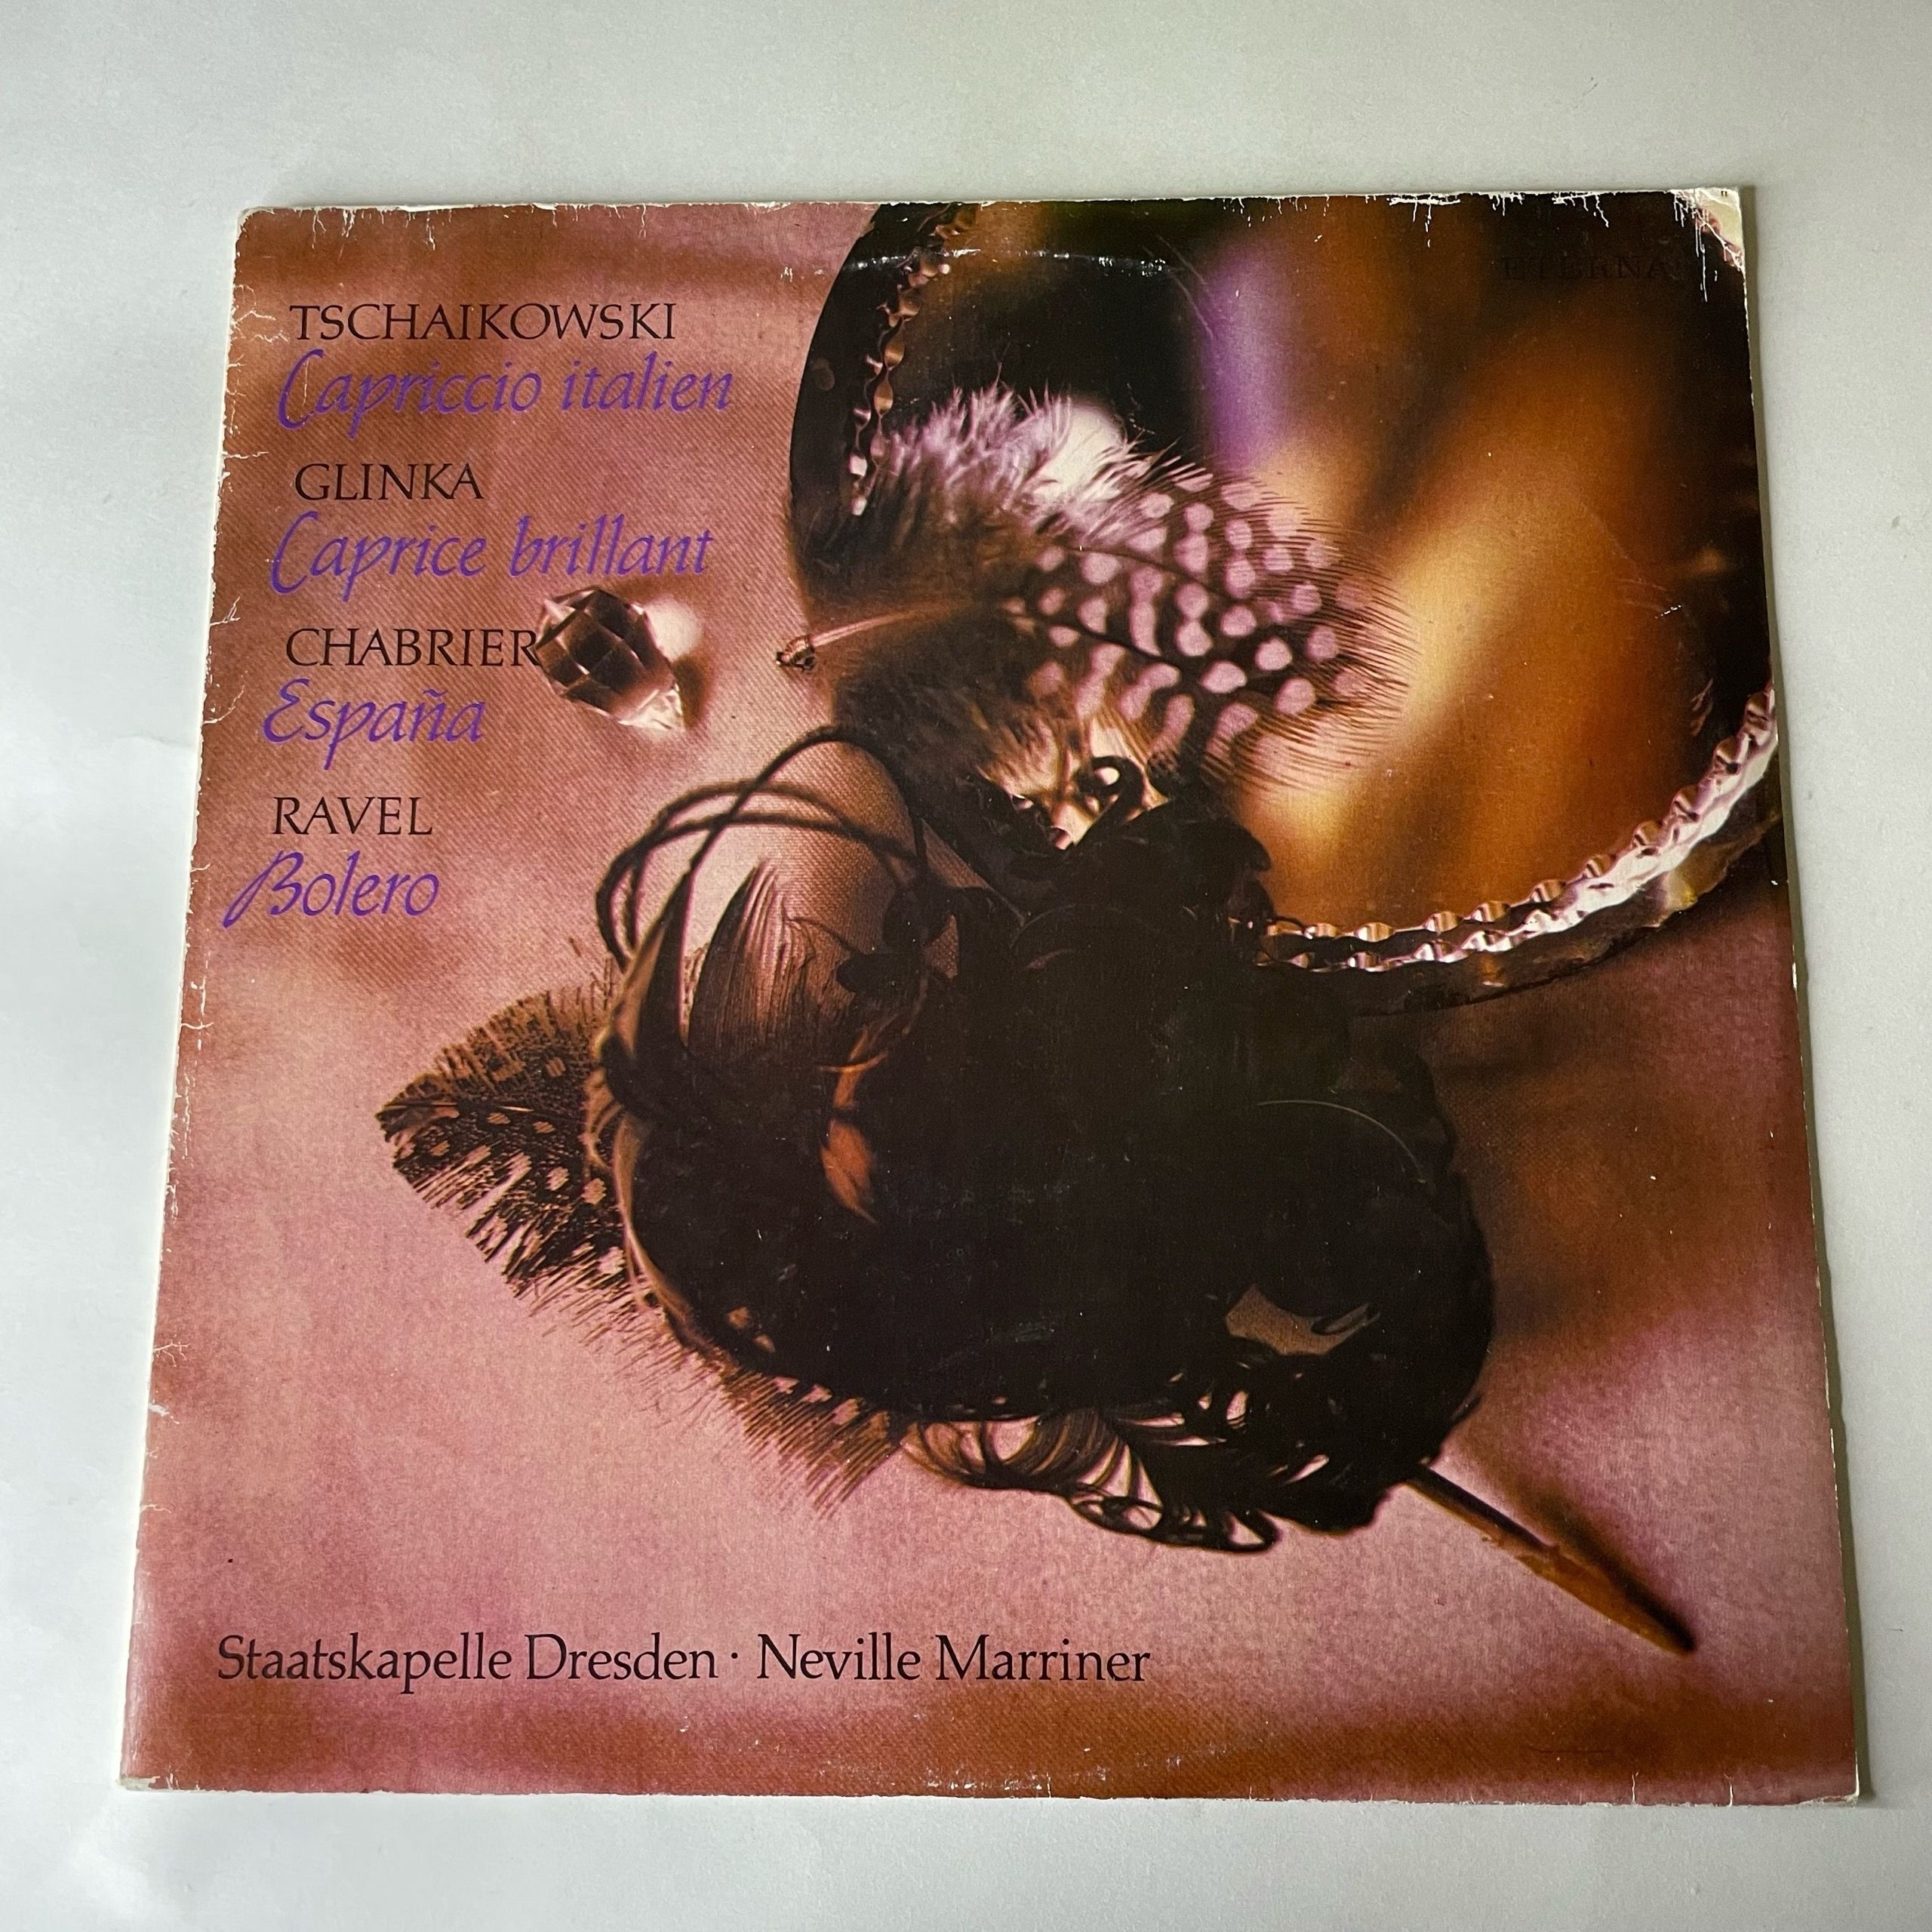 ETERNA
TSCHAIKOWSKI
Capriccio italien
GLINKA
Caprice brillant
CHABRIER
España
RAVEL
Bolero
Staatskapelle Dresden · Neville Marriner